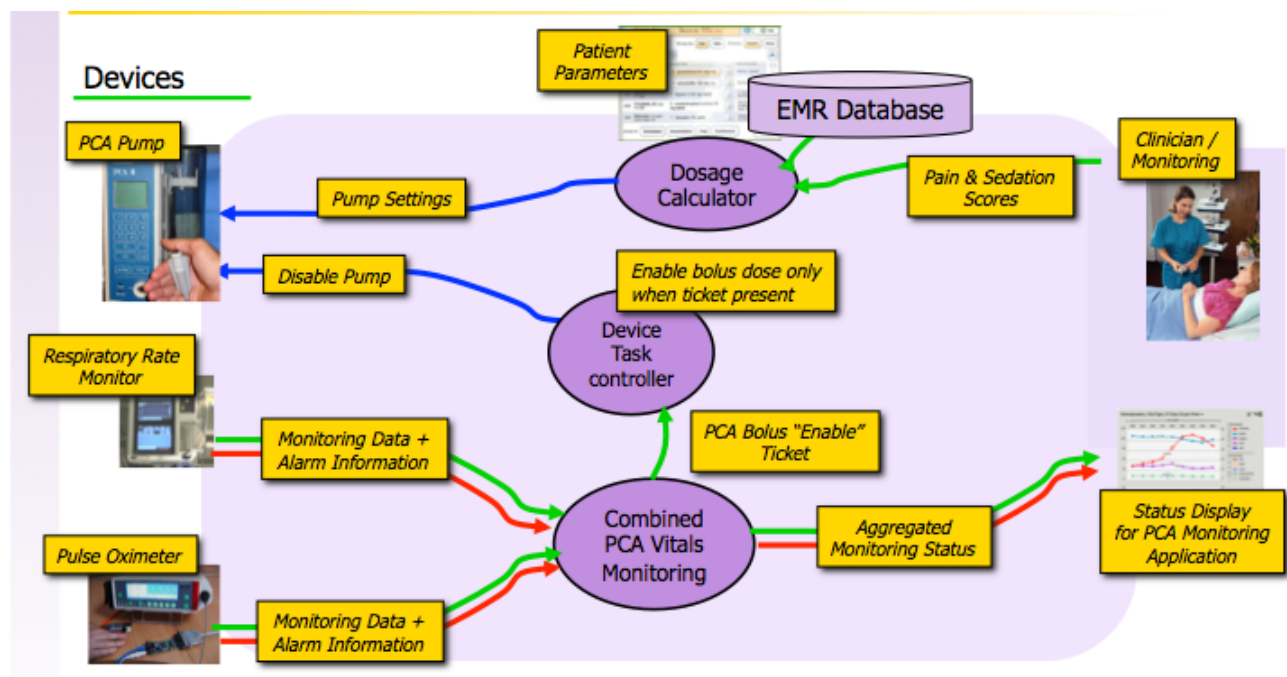 Devices
Patient
Parameters
EMR Database
PCA Pump
PCA II
Clinician /
Monitoring
Dosage
Calculator
Pain & Sedation
Scores
Pump Settings
Disable Pump
Enable bolus dose only
when ticket present
Device
Task
controller
Respiratory Rate
Monitor
Monitoring Data +
Alarm Information
PCA Bolus “Enable”
Ticket
Combined
PCA Vitals
Monitoring
Aggregated
Monitoring Status
Status Display
for PCA Monitoring
Application
Pulse Oximeter
Monitoring Data +
Alarm Information